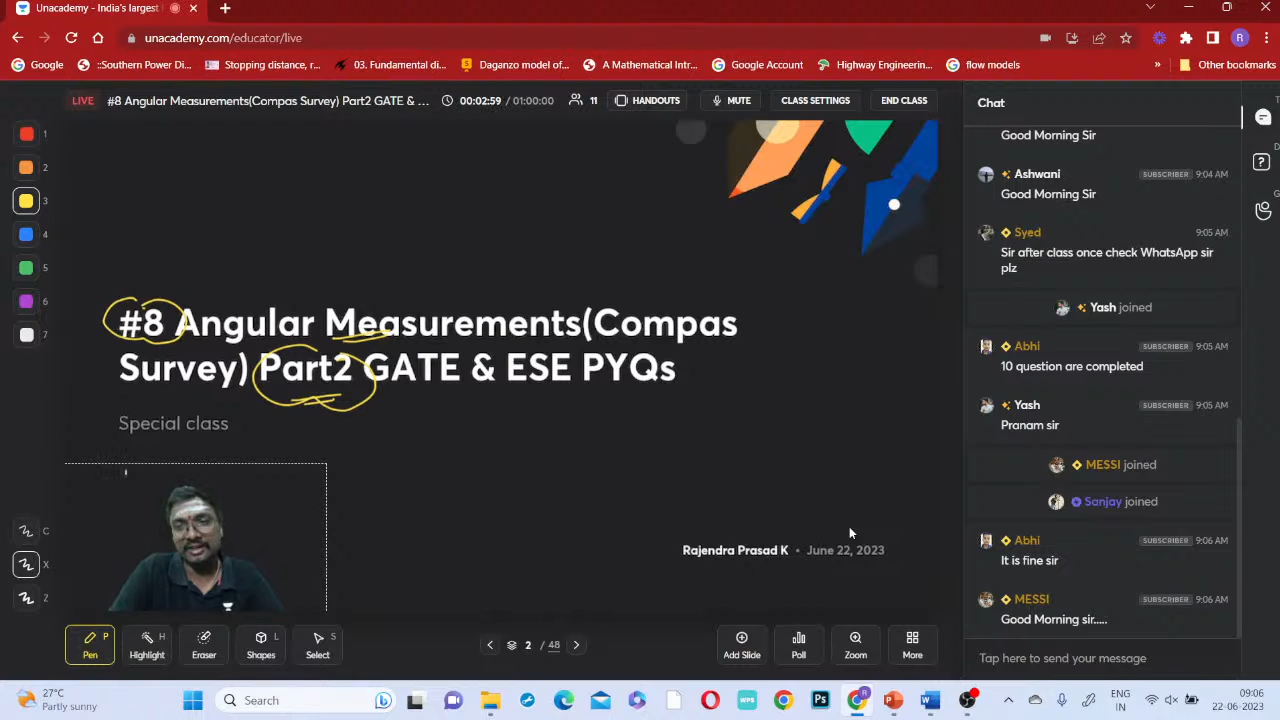 Unacademy - India's largest
unacademy.com/educator/live
Google
::Southern Power Di...
Stopping distance, r...
03. Fundamental di...
Daganzo model of...
A Mathematical Intr...
Google Account
Highway Engineerin...
flow models
»
Other bookmarks
LIVE
#8 Angular Measurements(Compas Survey) Part2 GATE & ...
00:02:59 / 01:00:00
11
HANDOUTS
MUTE
CLASS SETTINGS
END CLASS
1
2
3
4
5
6
7
C
X
Z
#8 Angular Measurements(Compas
Survey) Part2 GATE & ESE PYQs
Special class
Rajendra Prasad K • June 22, 2023
Pen P
Highlight H
Eraser E
Shapes L
Select S
2 / 48
Add Slide
Poll
Zoom
More
Chat
Good Morning Sir
Ashwani SUBSCRIBER 9:04 AM
Good Morning Sir
Syed 9:05 AM
Sir after class once check WhatsApp sir
plz
Yash joined
Abhi SUBSCRIBER 9:05 AM
10 question are completed
Yash SUBSCRIBER 9:05 AM
Pranam sir
MESSI joined
Sanjay joined
Abhi SUBSCRIBER 9:06 AM
It is fine sir
MESSI SUBSCRIBER 9:06 AM
Good Morning sir.....
Tap here to send your message
27°C
Partly sunny
Search
ENG
IN
09:06
22-06-2023